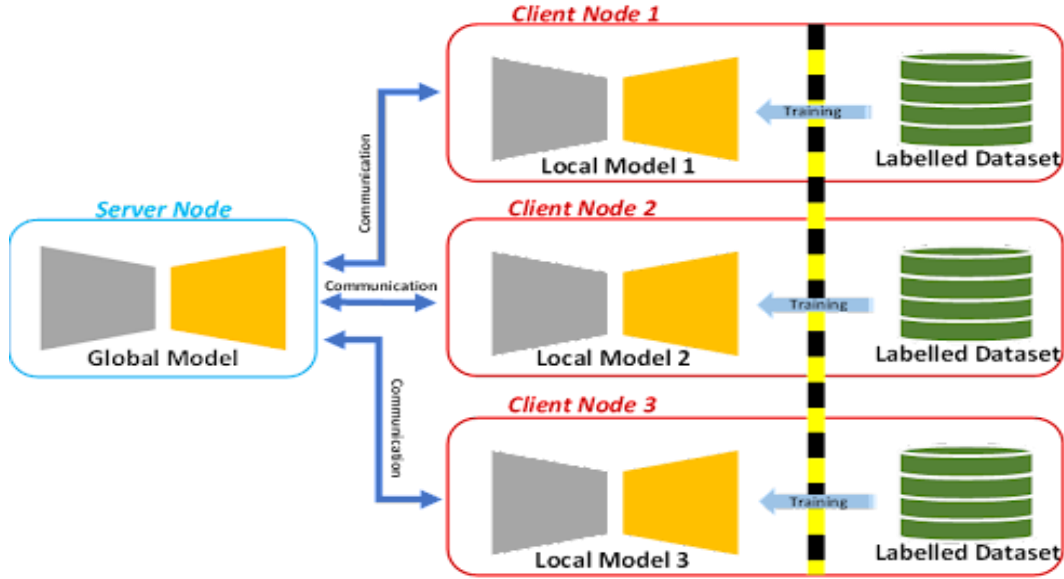 Client Node 1
Communication
Training
Local Model 1
Labelled Dataset
Server Node
Global Model
Client Node 2
Communication
Training
Local Model 2
Labelled Dataset
Client Node 3
Communication
Training
Local Model 3
Labelled Dataset